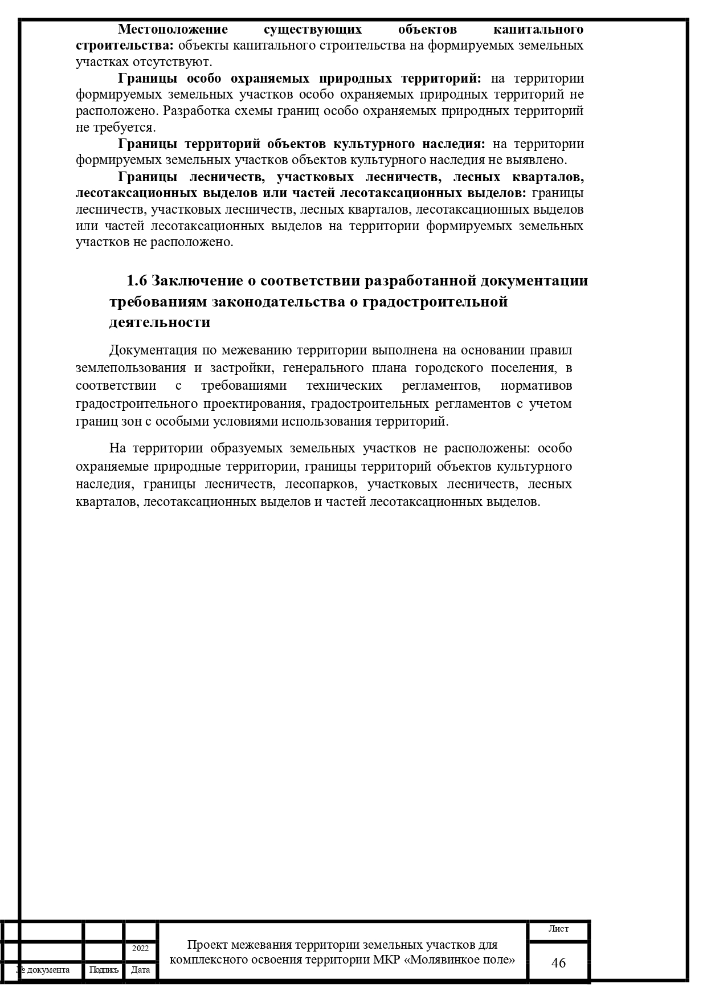 Местоположение существующих объектов капитального
строительства: объекты капитального строительства на формируемых земельных
участках отсутствуют.
Границы особо охраняемых природных территорий: на территории
формируемых земельных участков особо охраняемых природных территорий не
расположено. Разработка схемы границ особо охраняемых природных территорий
не требуется.
Границы территорий объектов культурного наследия: на территории
формируемых земельных участков объектов культурного наследия не выявлено.
Границы лесничеств, участковых лесничеств, лесных кварталов,
лесотаксационных выделов или частей лесотаксационных выделов: границы
лесничеств, участковых лесничеств, лесных кварталов, лесотаксационных выделов
или частей лесотаксационных выделов на территории формируемых земельных
участков не расположено.
1.6 Заключение о соответствии разработанной документации
требованиям законодательства о градостроительной
деятельности
Документация по межеванию территории выполнена на основании правил
землепользования и застройки, генерального плана городского поселения, в
соответствии с требованиями технических регламентов, нормативов
градостроительного проектирования, градостроительных регламентов с учетом
границ зон с особыми условиями использования территорий.
На территории образуемых земельных участков не расположены: особо
охраняемые природные территории, границы территорий объектов культурного
наследия, границы лесничеств, лесопарков, участковых лесничеств, лесных
кварталов, лесотаксационных выделов и частей лесотаксационных выделов.
2022
№ документа Подпись Дата
Проект межевания территории земельных участков для
комплексного освоения территории МКР «Молявинкое поле»
Лист
46